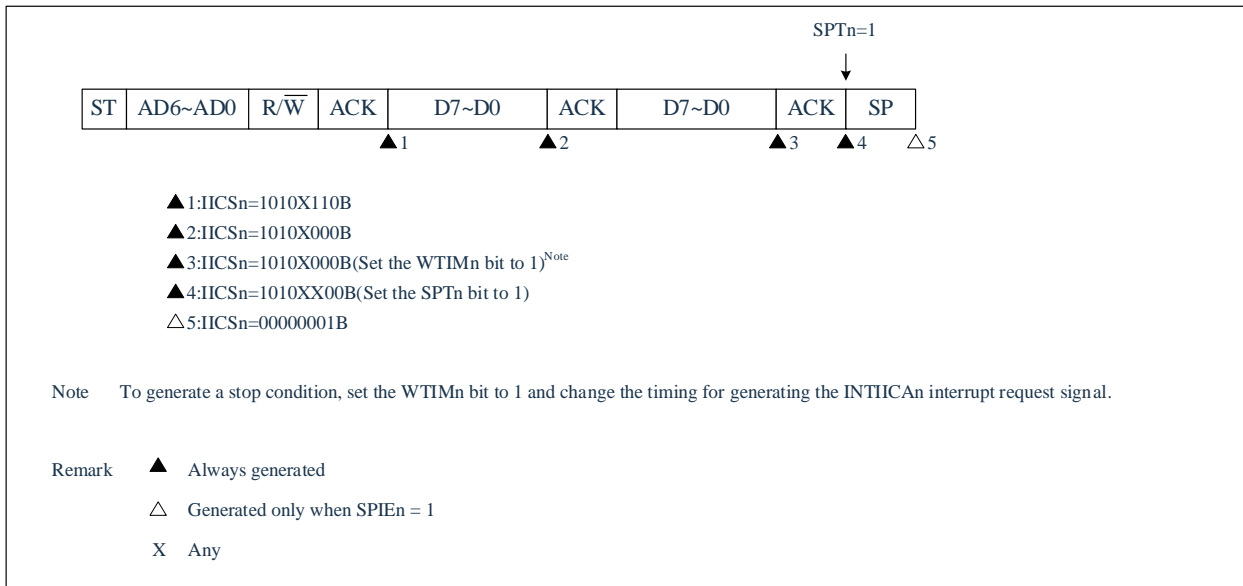 SPTn=1
ST AD6~AD0 R/W ACK D7~D0 ACK D7~D0 ACK SP
▲1 ▲2 ▲3 ▲4 △5
▲1:IICSn=1010X110B
▲2:IICSn=1010X000B
▲3:IICSn=1010X000B(Set the WTIMn bit to 1)Note
▲4:IICSn=1010XX00B(Set the SPTn bit to 1)
△5:IICSn=00000001B
Note To generate a stop condition, set the WTIMn bit to 1 and change the timing for generating the INTIICAn interrupt request signal.
Remark ▲ Always generated
△ Generated only when SPIEn = 1
X Any